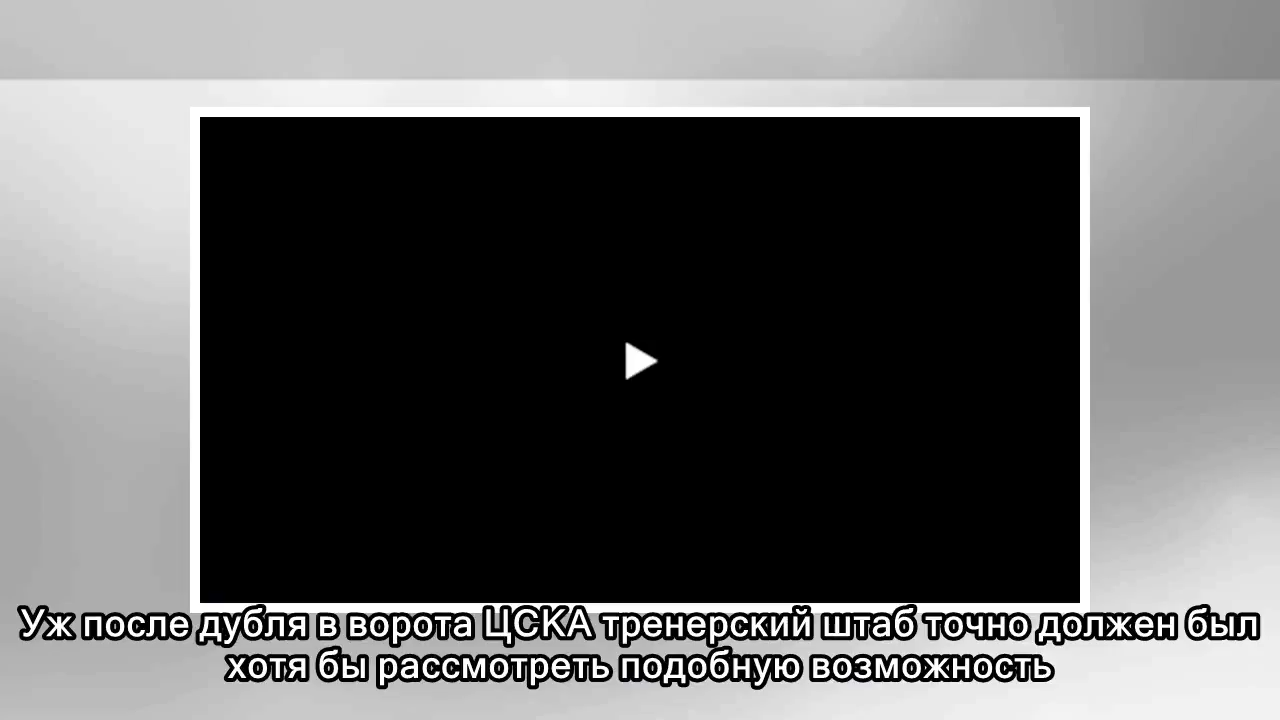 Уж после дубля в ворота ЦСКА тренерский штаб точно должен был
хотя бы рассмотреть подобную возможность